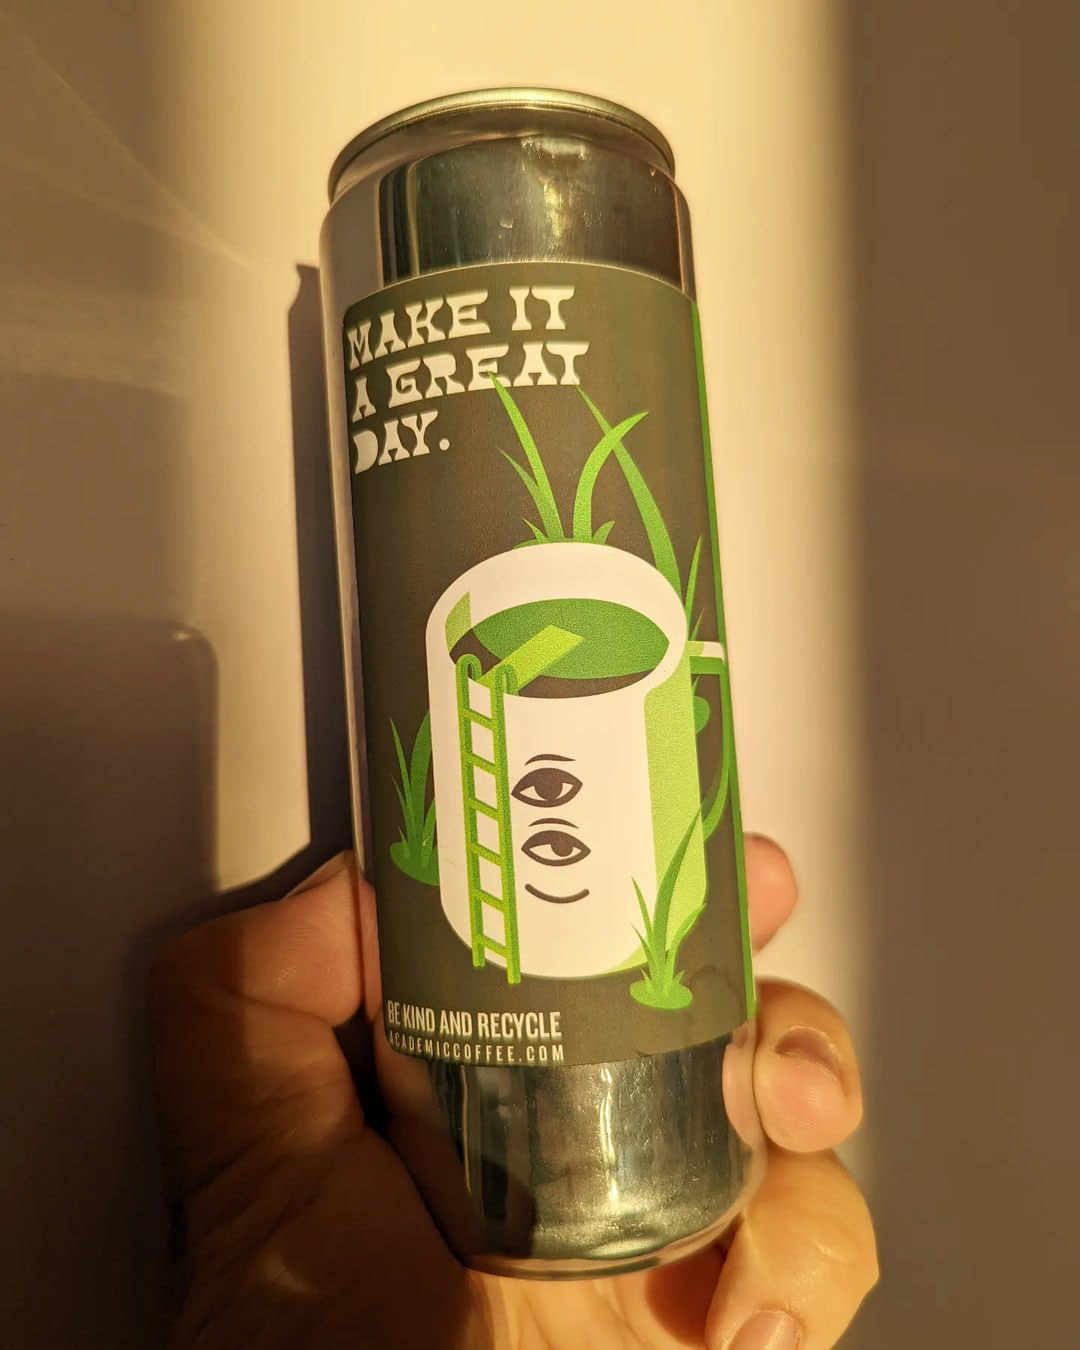 MAKE IT
A GREAT
DAY.
BE KIND AND RECYCLE
ACADEMICCOFFEE.COM